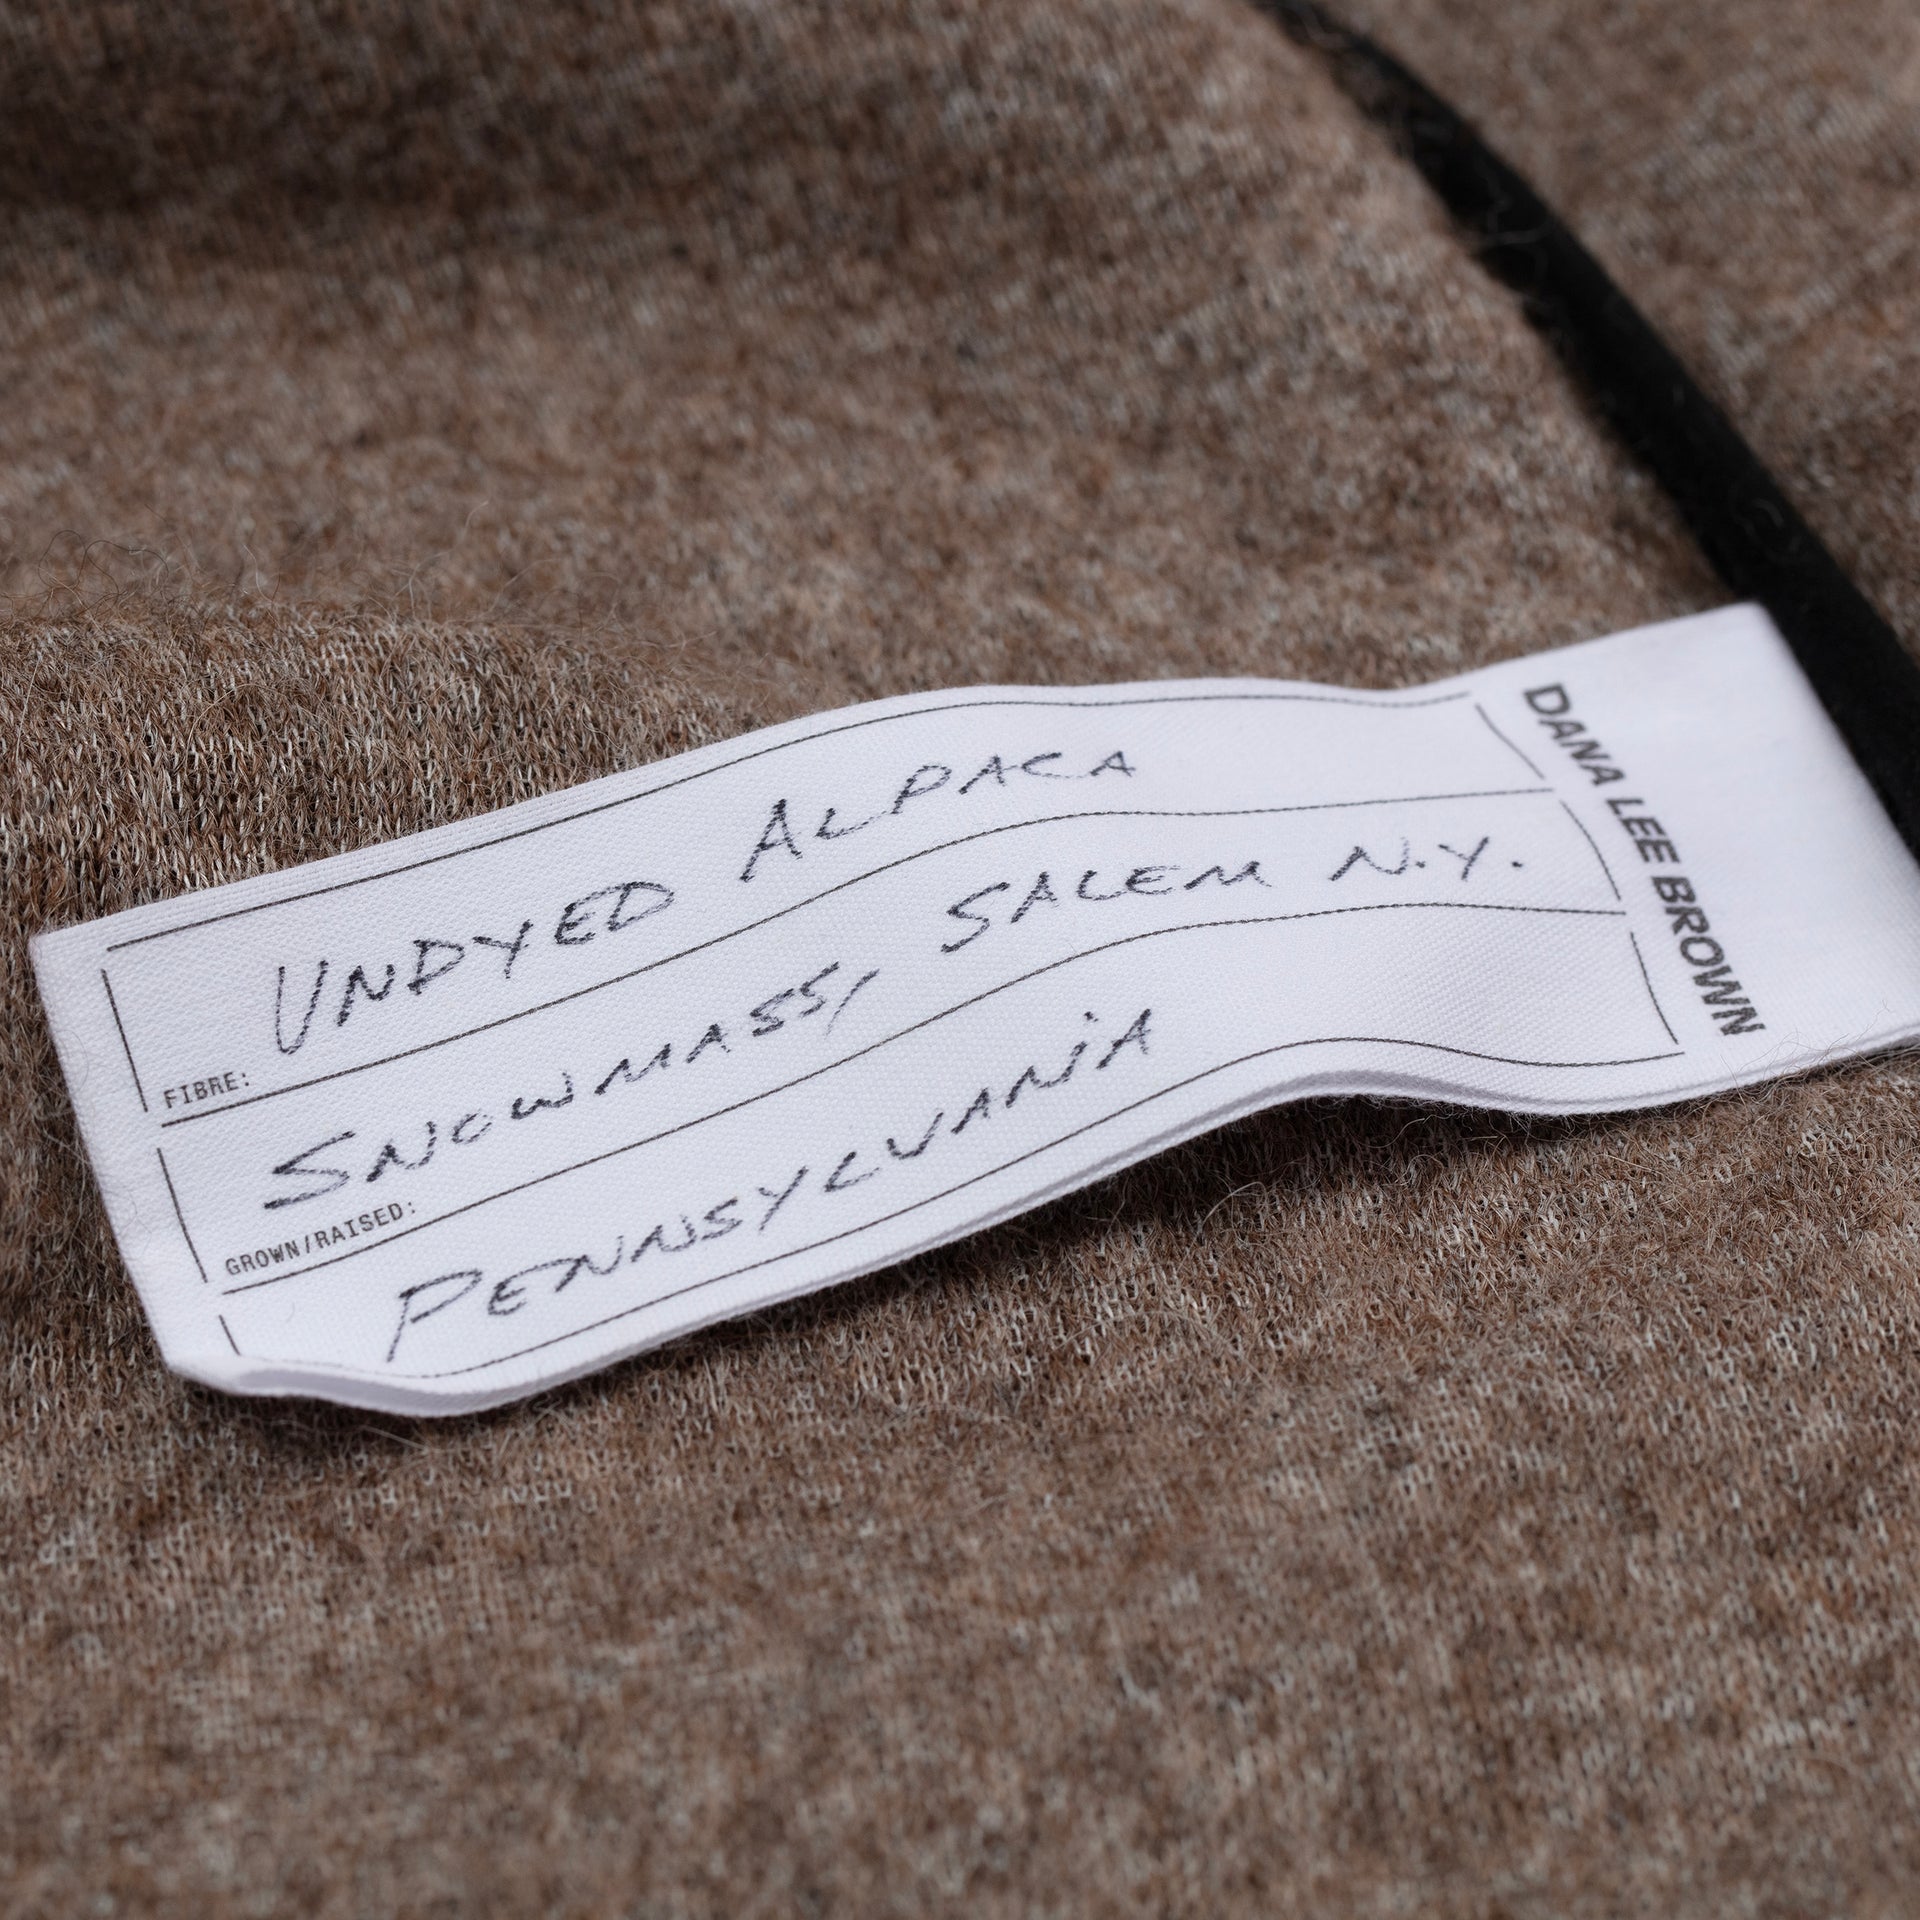 UNDYED ALPACA
FIBRE:
SNOWMASS, SALEM N.Y.
GROWN/RAISED:
PENNSYLVANIA
DANA LEE BROWN